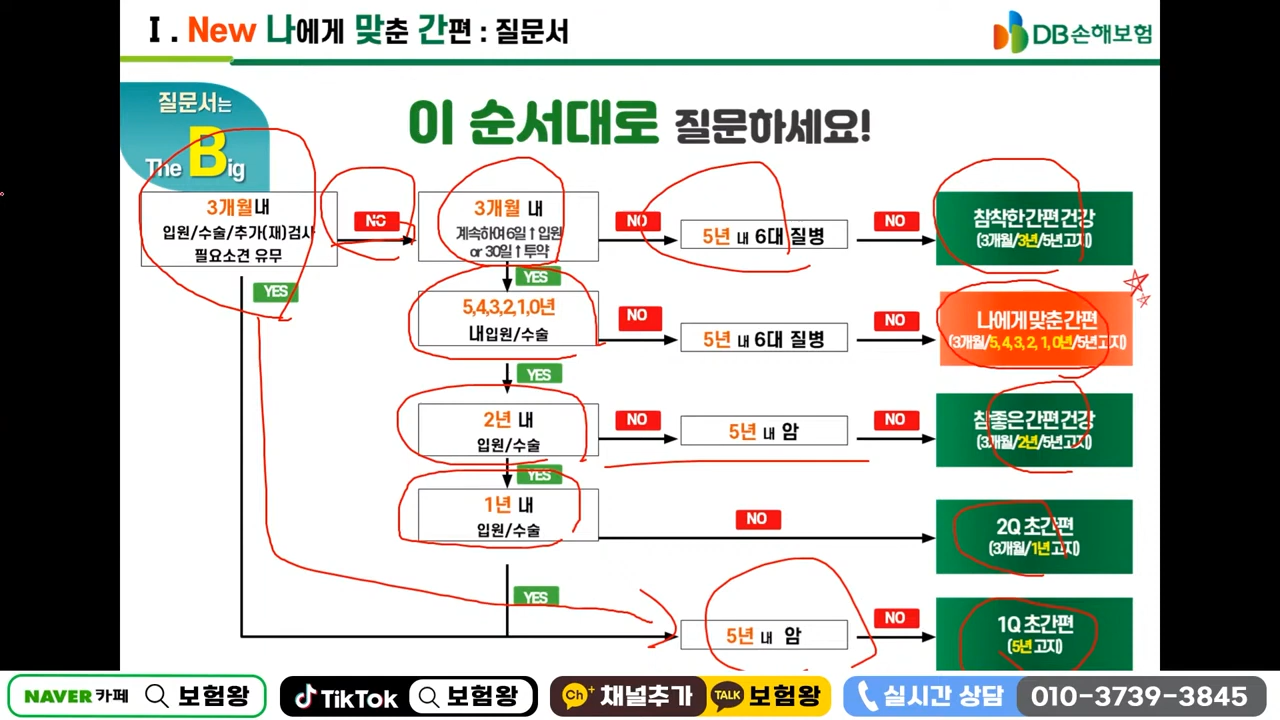 I. New 나에게 맞춘 간편 : 질문서
DB손해보험
질문서는
The Big
이 순서대로 질문하세요!
3개월내
입원/수술/추가(재)검사
필요소견 유무
NO
3개월 내
계속하여 6일↑입원
or 30일↑투약
NO
5년 내 6대 질병
NO
침착한 간편 건강
(3개월/3년/5년 고지)
YES
YES
5,4,3,2,1,0년
내입원/수술
NO
5년 내 6대 질병
NO
나에게 맞춘 간편
(3개월/5, 4, 3, 2, 1, 0년/5년 고지)
YES
2년 내
입원/수술
NO
5년 내 암
NO
참좋은 간편 건강
(3개월/2년/5년 고지)
YES
1년 내
입원/수술
NO
2Q 초간편
(3개월/1년 고지)
YES
5년 내 암
NO
1Q 초간편
(5년 고지)
NAVER 카페 보험왕
TikTok 보험왕
Ch+ 채널추가 TALK 보험왕
실시간 상담 010-3739-3845